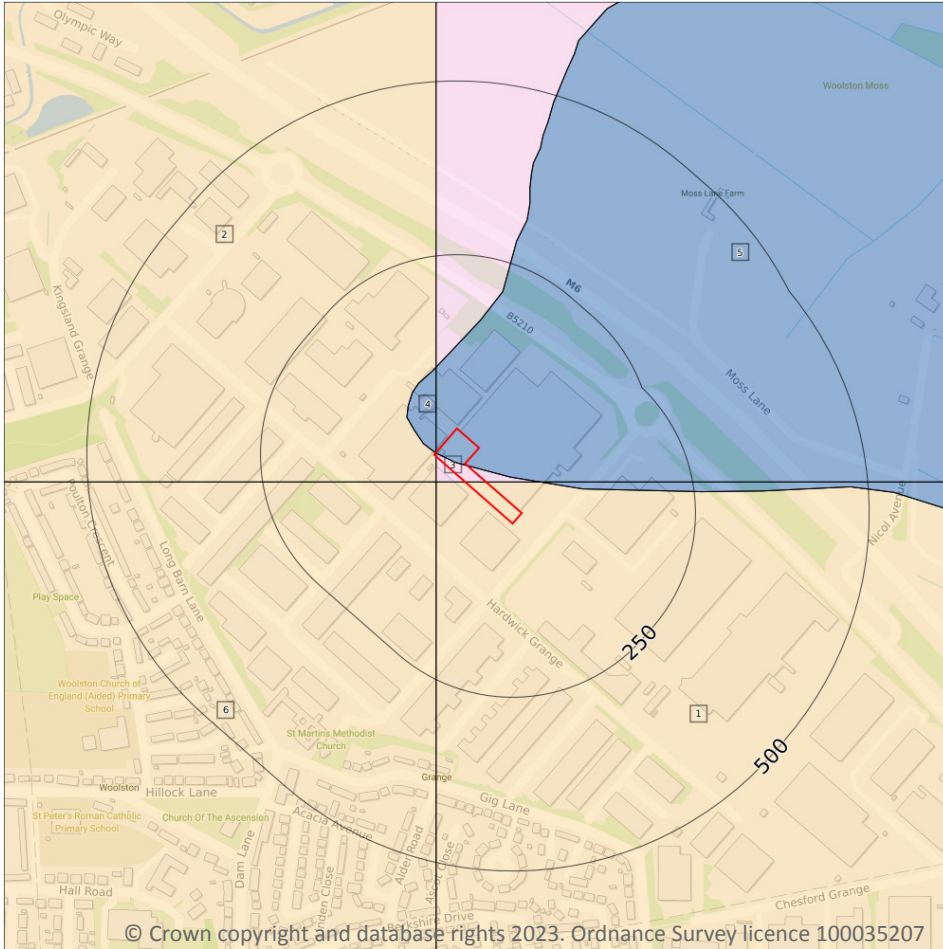 Olympic Way
Woolston Moss
Moss Lane Farm
2
5
M6
Kingsland Grange
B5210
Moss Lane
4
3
Nicol Avenue
Poulton Crescent
Long Barn Lane
Play Space
Hardwick Grange
250
Woolston Church of
England (Aided) Primary
School
6
1
St Martins Methodist
Church
500
Grange
Woolston
Hillock Lane
Gig Lane
St Peter's Roman Catholic
Primary School
Church Of The Ascension
Acacia Avenue
Dam Lane
Alder Road
Ascot Close
Hall Road
Chesford Grange
© Crown copyright and database rights 2023. Ordnance Survey licence 100035207